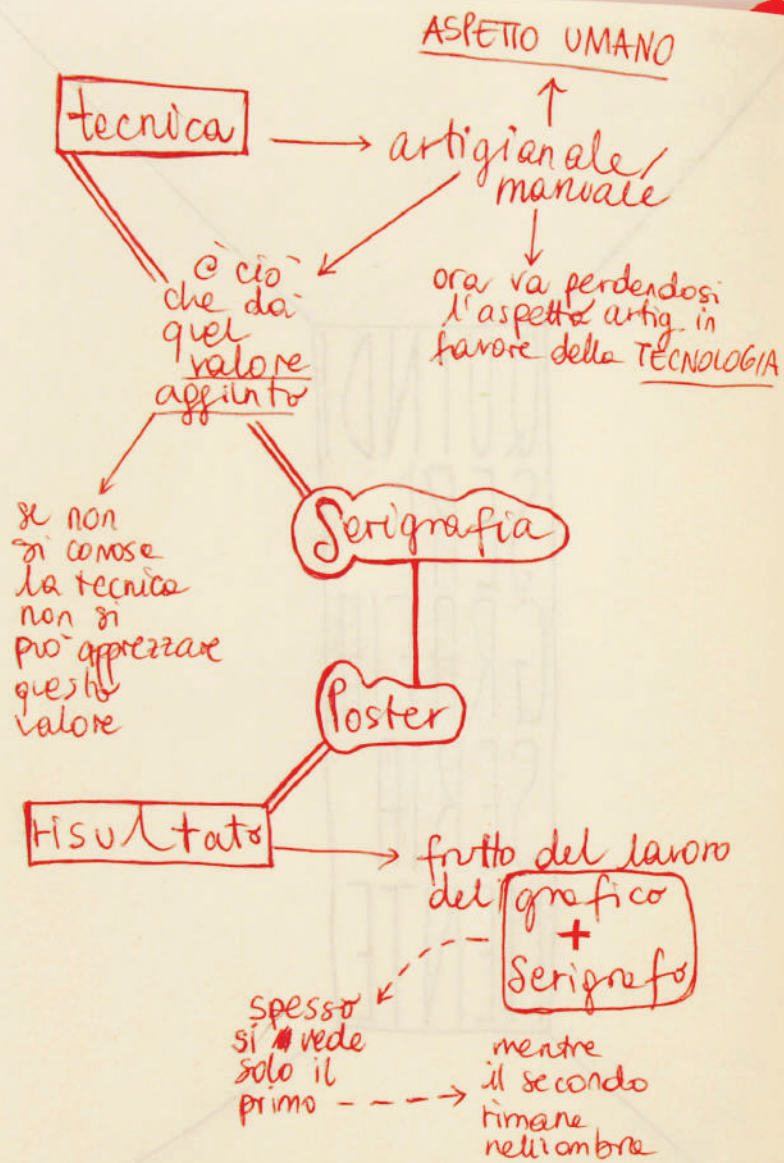 ASPETTO UMANO
tecnica
artigianale/
manuale
è ciò
che dà
quel
valore
aggiunto
ora va perdendosi
l'aspetto artig. in
favore della TECNOLOGIA
Serigrafia
se non
si conosce
la tecnica
non si
può apprezzare
questo
valore
Poster
risultato
frutto del lavoro
del grafico
+
Serigrafo
spesso
si vede
solo il
primo
mentre
il secondo
rimane
nell'ombra